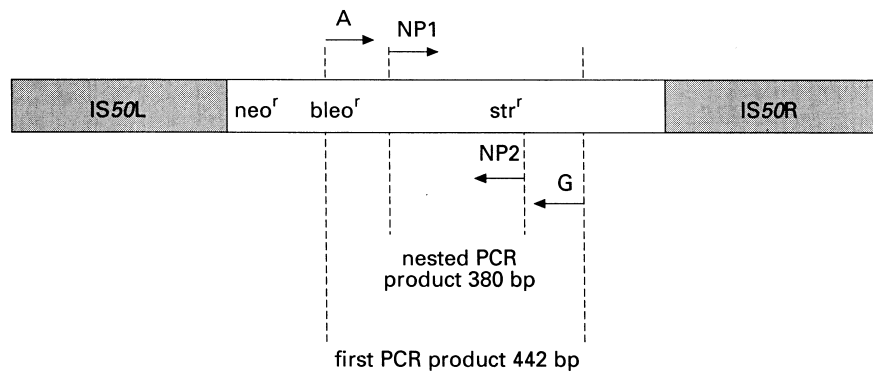 A
NP1
IS50L
neoʳ
bleoʳ
strʳ
IS50R
NP2
G
nested PCR
product 380 bp
first PCR product 442 bp